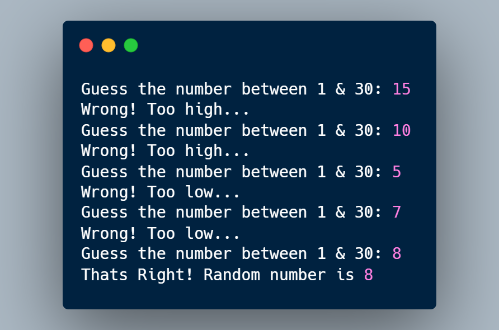 Guess the number between 1 & 30: 15
Wrong! Too high...
Guess the number between 1 & 30: 10
Wrong! Too high...
Guess the number between 1 & 30: 5
Wrong! Too low...
Guess the number between 1 & 30: 7
Wrong! Too low...
Guess the number between 1 & 30: 8
Thats Right! Random number is 8